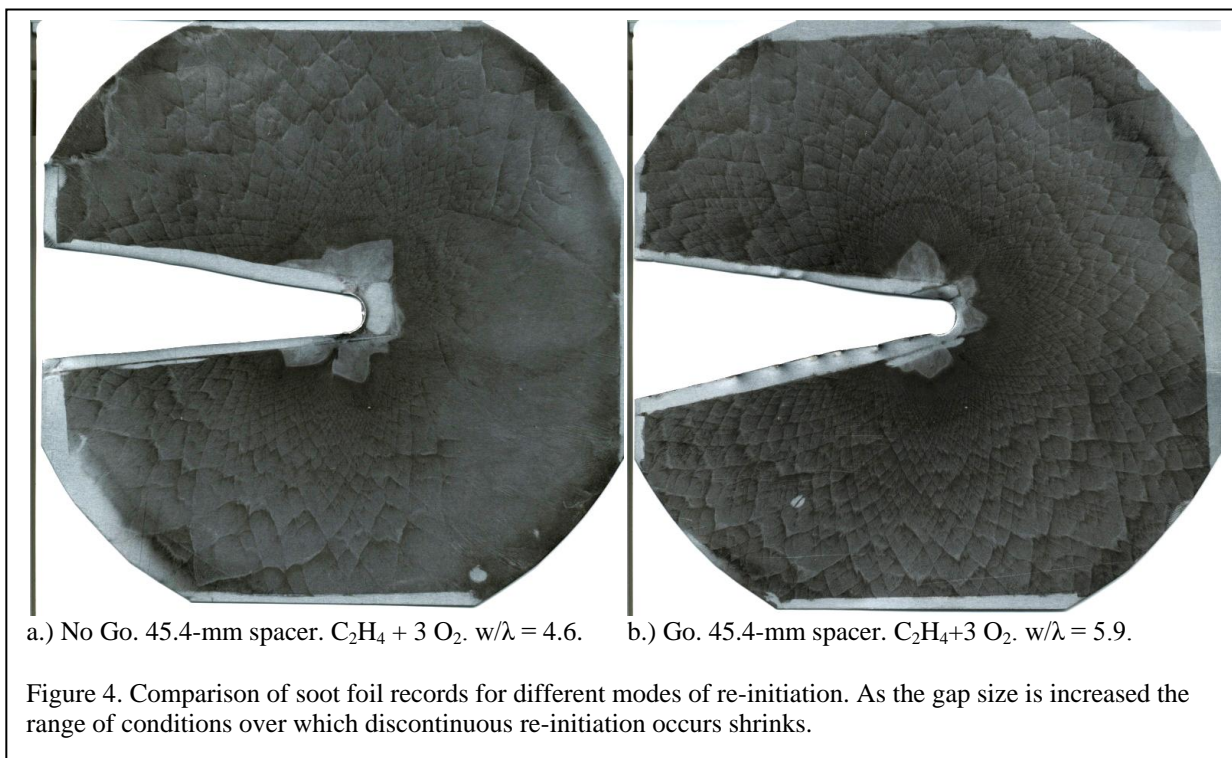 a.) No Go. 45.4-mm spacer. C₂H₄ + 3 O₂. w/λ = 4.6.
b.) Go. 45.4-mm spacer. C₂H₄+3 O₂. w/λ = 5.9.
Figure 4. Comparison of soot foil records for different modes of re-initiation. As the gap size is increased the
range of conditions over which discontinuous re-initiation occurs shrinks.